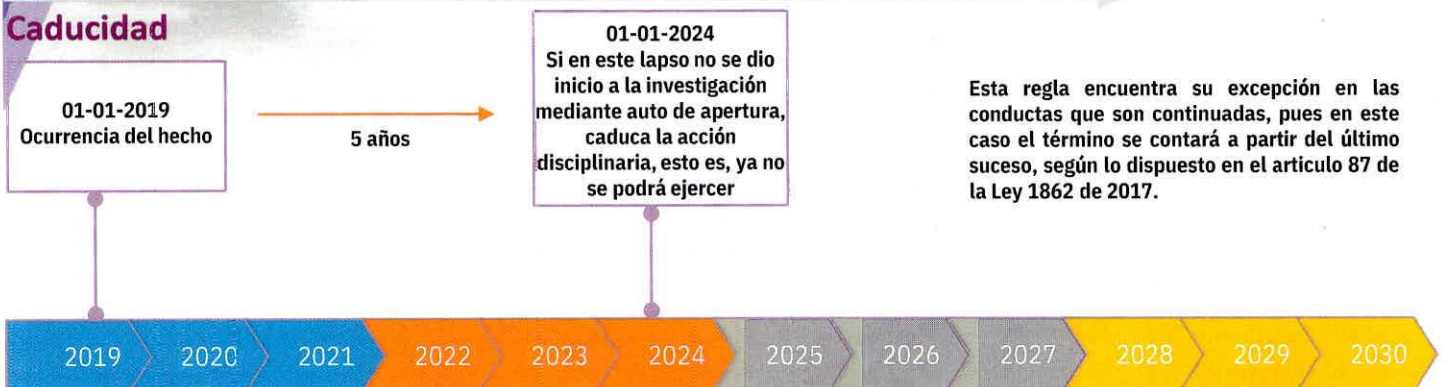 Caducidad
01-01-2019
Ocurrencia del hecho
5 años
01-01-2024
Si en este lapso no se dio
inicio a la investigación
mediante auto de apertura,
caduca la acción
disciplinaria, esto es, ya no
se podrá ejercer
Esta regla encuentra su excepción en las
conductas que son continuadas, pues en este
caso el término se contará a partir del último
suceso, según lo dispuesto en el articulo 87 de
la Ley 1862 de 2017.
2019 2020 2021 2022 2023 2024 2025 2026 2027 2028 2029 2030